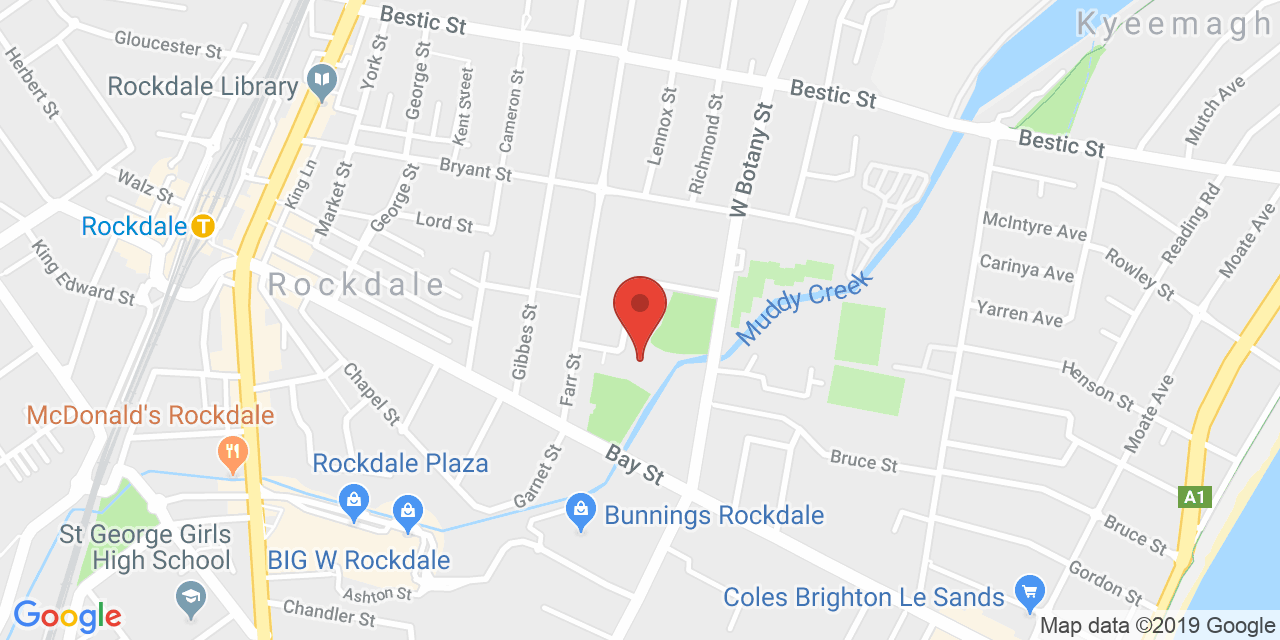 Bestic St
Kyeemagh
Gloucester St
York St
George St
Kent Street
Cameron St
Herbert St
Rockdale Library
Lennox St
Richmond St
W Botany St
Bestic St
Mutch Ave
Bestic St
Walz St
King Ln
Market St
George St
Bryant St
Lord St
Rockdale
T
McIntyre Ave
Reading Rd
Moate Ave
King Edward St
Rockdale
Carinya Ave
Rowley St
Muddy Creek
Yarren Ave
Gibbes St
Farr St
Chapel St
Henson St
Moate Ave
McDonald's Rockdale
Garnet St
Bay St
Bruce St
Rockdale Plaza
A1
Bunnings Rockdale
Bruce St
St George Girls
High School
BIG W Rockdale
Gordon St
Ashton St
Coles Brighton Le Sands
Chandler St
Google
Map data ©2019 Google